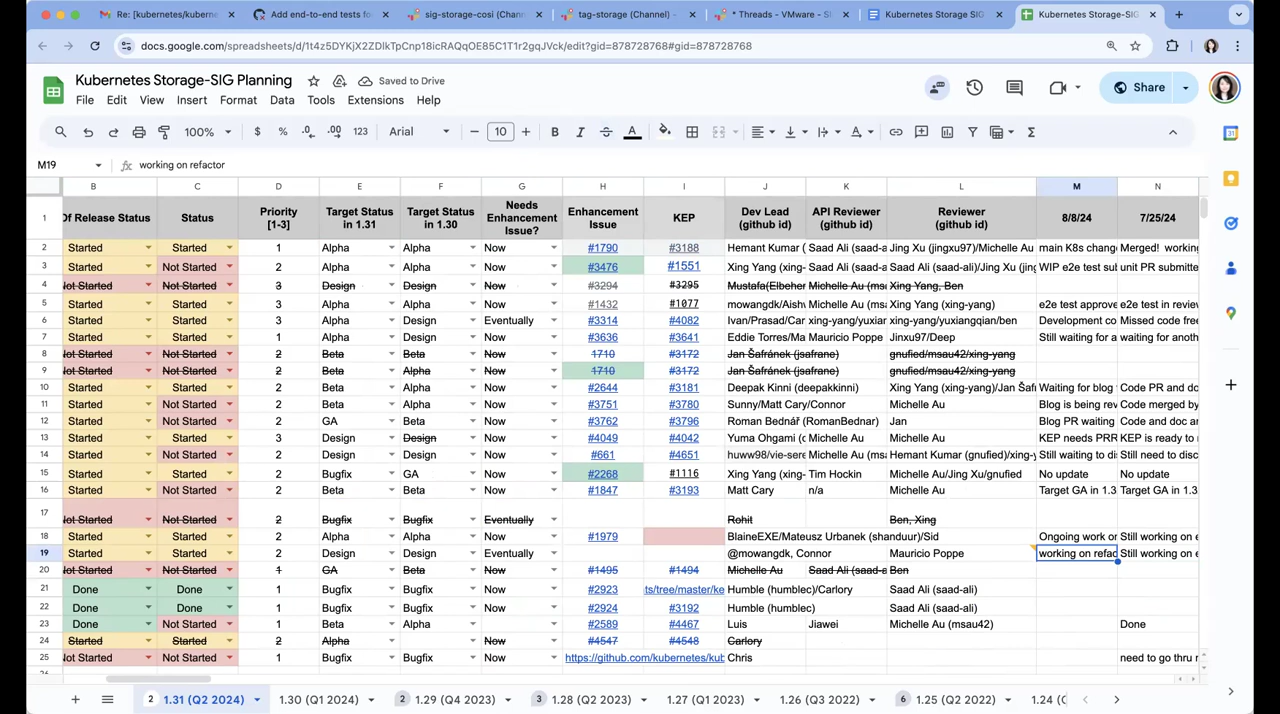 Re: [kubernetes/kuberne
Add end-to-end tests fo
sig-storage-cosi (Chann
tag-storage (Channel) -
* Threads - VMware - Sl
Kubernetes Storage SIG
Kubernetes Storage-SIG
docs.google.com/spreadsheets/d/1t4z5DYKjX2ZDlkTpCnp18icRAQqOE85C1T1r2gqJVck/edit?gid=878728768#gid=878728768
Kubernetes Storage-SIG Planning Saved to Drive
File Edit View Insert Format Data Tools Extensions Help
Share
100% $ % .0 .00 123 Arial 10 B I S A
M19 fx working on refactor
B C D E F G H I J K L M N
1 Of Release Status Status Priority [1-3] Target Status in 1.31 Target Status in 1.30 Needs Enhancement Issue? Enhancement Issue KEP Dev Lead (github id) API Reviewer (github id) Reviewer (github id) 8/8/24 7/25/24
2 Started Started 1 Alpha Alpha Now #1790 #3188 Hemant Kumar ( Saad Ali (saad-a Jing Xu (jingxu97)/Michelle Au main K8s chang Merged! working
3 Started Not Started 2 Alpha Alpha Now #3476 #1551 Xing Yang (xing- Saad Ali (saad-a Saad Ali (saad-ali)/Jing Xu (jing WIP e2e test sub unit PR submitte
4 Not Started Not Started 3 Design Design Now #3294 #3295 Mustafa(Elbeher Michelle Au (ms Xing Yang, Ben
5 Started Started 3 Alpha Alpha Now #1432 #1077 mowangdk/Aish Michelle Au (msa Xing Yang (xing-yang) e2e test approve e2e test in review
6 Started Started 3 Alpha Design Eventually #3314 #4082 Ivan/Prasad/Car xing-yang/yuxiar xing-yang/yuxiangqian/ben Development co Missed code free
7 Started Started 1 Alpha Design Now #3636 #3641 Eddie Torres/Ma Mauricio Poppe Jinxu97/Deep Still waiting for a waiting for anoth
8 Not Started Not Started 2 Beta Beta Now 1710 #3172 Jan Šafránek (jsafrane) gnufied/msau42/xing-yang
9 Not Started Not Started 2 Beta Alpha Now 1710 #3172 Jan Šafránek (jsafrane) gnufied/msau42/xing-yang
10 Started Started 2 Beta Alpha Now #2644 #3181 Deepak Kinni (deepakkinni) Xing Yang (xing-yang)/Jan Šaf Waiting for blog Code PR and do
11 Started Not Started 2 Beta Alpha Now #3751 #3780 Sunny/Matt Cary/Connor Michelle Au Blog is being rev Code merged by
12 Started Not Started 2 GA Beta Now #3762 #3796 Roman Bednář (RomanBednar) Jan Blog PR waiting Code and doc ar
13 Started Started 3 Design Design Now #4049 #4042 Yuma Ohgami (c Michelle Au Michelle Au KEP needs PRR KEP is ready to r
14 Started Not Started 2 Design Design Now #661 #4651 huww98/vie-sere Michelle Au (msa Hemant Kumar (gnufied)/xing-y Still waiting to dis Still need to disc
15 Started Started 2 Bugfix GA Now #2268 #1116 Xing Yang (xing- Tim Hockin Michelle Au/Jing Xu/gnufied No update No update
16 Started Not Started 2 Beta Beta Now #1847 #3193 Matt Cary n/a Michelle Au Target GA in 1.3 Target GA in 1.3
17 Not Started Not Started 2 Bugfix Bugfix Eventually Rohit Ben, Xing
18 Started Started 2 Alpha Alpha Now #1979 BlaineEXE/Mateusz Urbanek (shanduur)/Sid Ongoing work or Still working on e
19 Started Started 2 Design Design Eventually @mowangdk, Connor Mauricio Poppe working on refac Still working on e
20 Not Started Not Started 1 GA Beta Now #1495 #1494 Michelle Au Saad Ali (saad-a Ben
21 Done Done 1 Bugfix Bugfix Now #2923 ts/tree/master/ke Humble (humblec)/Carlory Saad Ali (saad-ali)
22 Done Done 1 Bugfix Bugfix Now #2924 #3192 Humble (humblec) Saad Ali (saad-ali)
23 Done Not Started 1 Beta Alpha Now #2589 #4467 Luis Jiawei Michelle Au (msau42) Done
24 Started Started 2 Alpha Now #4547 #4548 Carlory
25 Not Started Not Started 1 Bugfix Bugfix Now https://github.com/kubernetes/kub Chris need to go thru r
2 1.31 (Q2 2024) 1.30 (Q1 2024) 2 1.29 (Q4 2023) 3 1.28 (Q2 2023) 1.27 (Q1 2023) 1.26 (Q3 2022) 6 1.25 (Q2 2022) 1.24 (